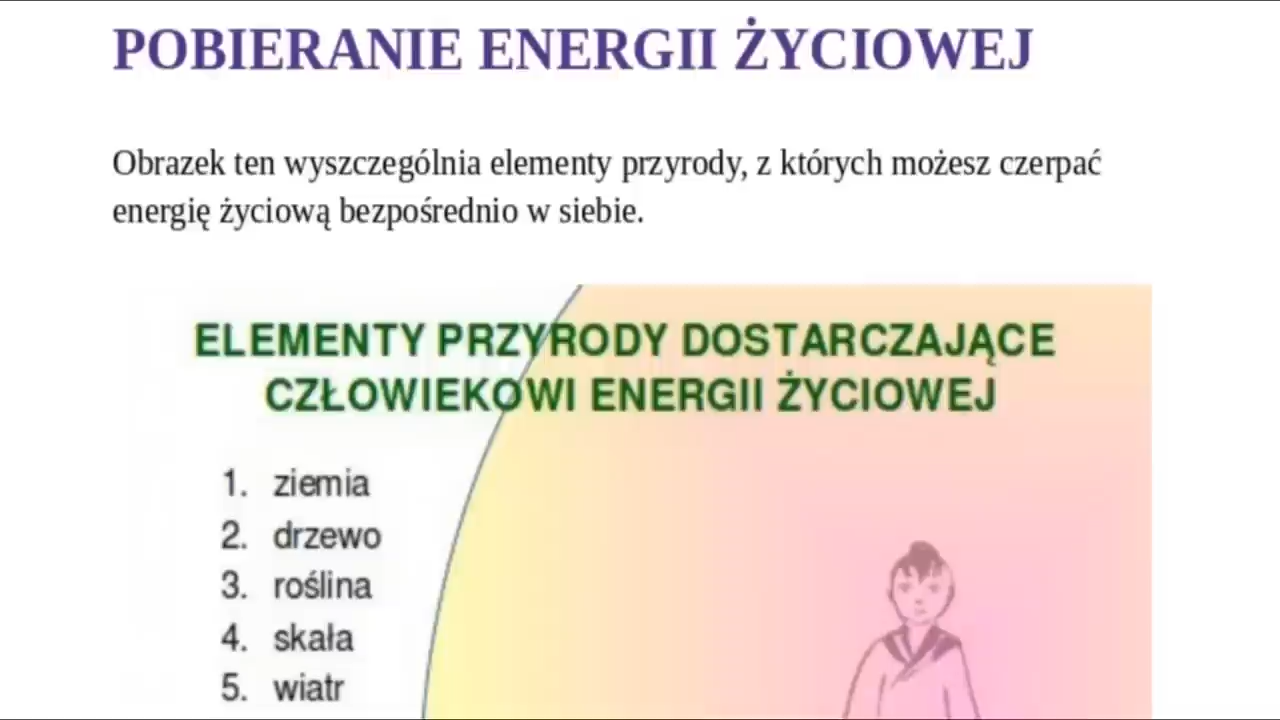 POBIERANIE ENERGII ŻYCIOWEJ
Obrazek ten wyszczególnia elementy przyrody, z których możesz czerpać
energię życiową bezpośrednio w siebie.
ELEMENTY PRZYRODY DOSTARCZAJĄCE
CZŁOWIEKOWI ENERGII ŻYCIOWEJ
1. ziemia
2. drzewo
3. roślina
4. skała
5. wiatr